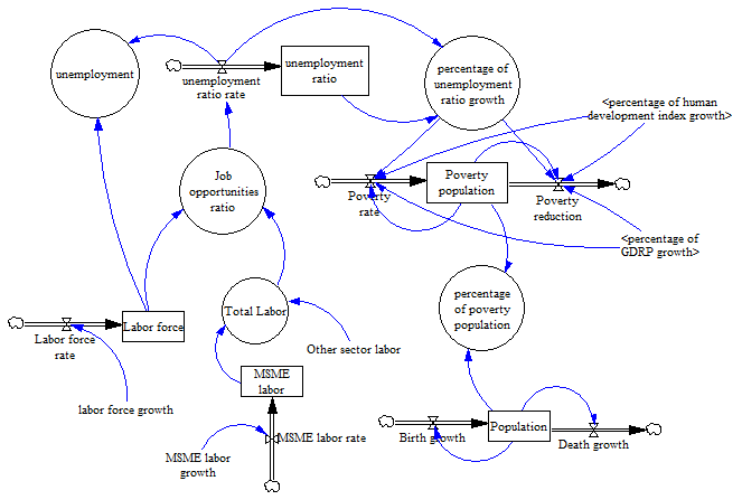 unemployment
unemployment
ratio rate
unemployment
ratio
percentage of
unemployment
ratio growth
<percentage of human
development index growth>
Job
opportunities
ratio
Poverty
rate
Poverty
population
Poverty
reduction
<percentage of
GDRP growth>
Labor force
rate
Labor force
Total Labor
percentage
of poverty
population
Other sector labor
labor force growth
MSME
labor
MSME labor rate
MSME labor
growth
Birth growth
Population
Death growth